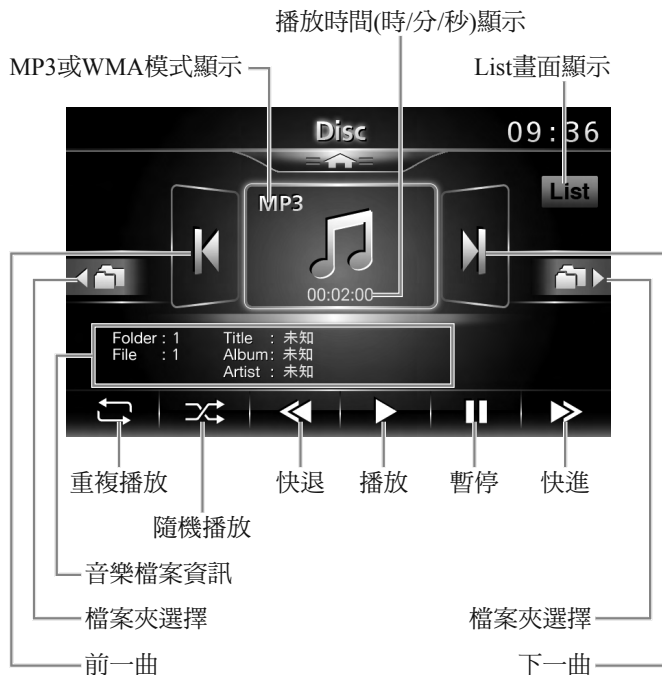 播放時間(時/分/秒)顯示
MP3或WMA模式顯示
List畫面顯示
Disc
09:36
MP3
List
00:02:00
Folder : 1
File : 1
Title : 未知
Album : 未知
Artist : 未知
重複播放
快退
播放
暫停
快進
隨機播放
音樂檔案資訊
檔案夾選擇
檔案夾選擇
前一曲
下一曲